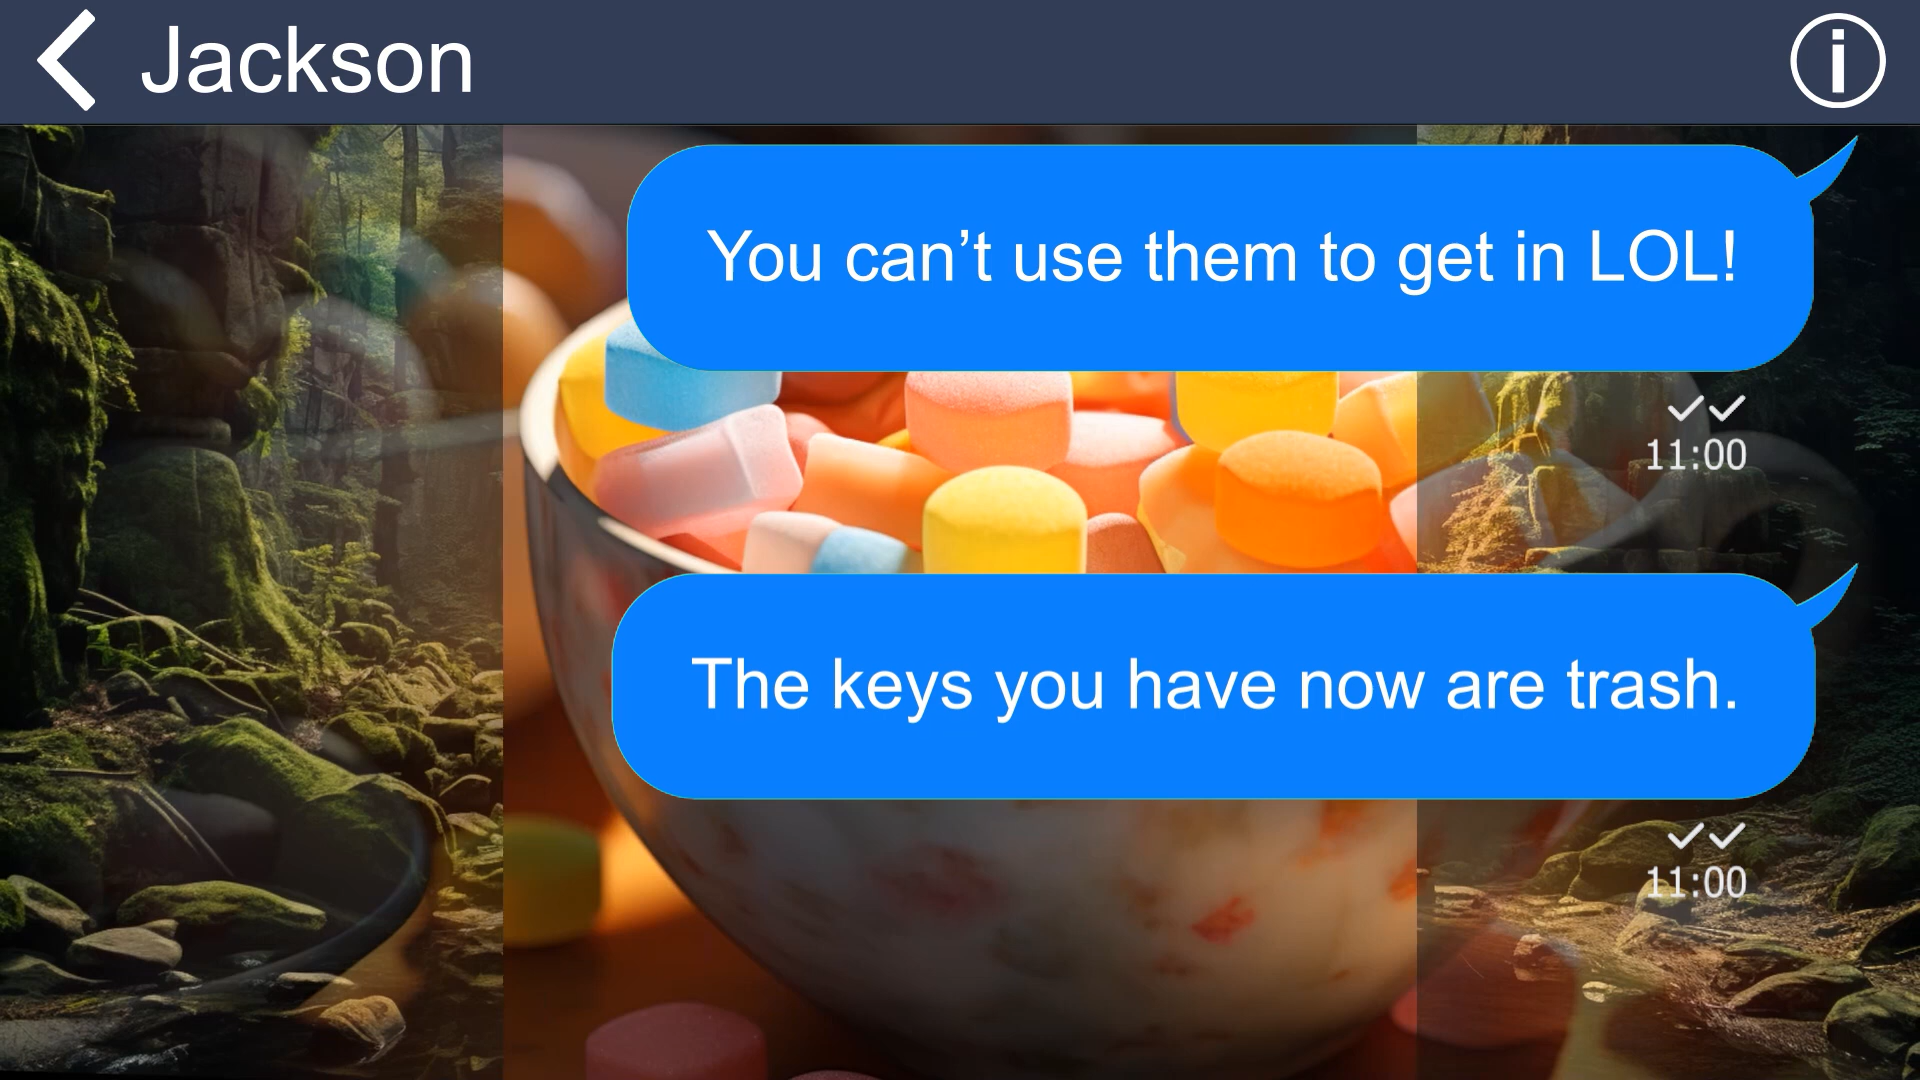 Jackson
You can’t use them to get in LOL!
11:00
The keys you have now are trash.
11:00